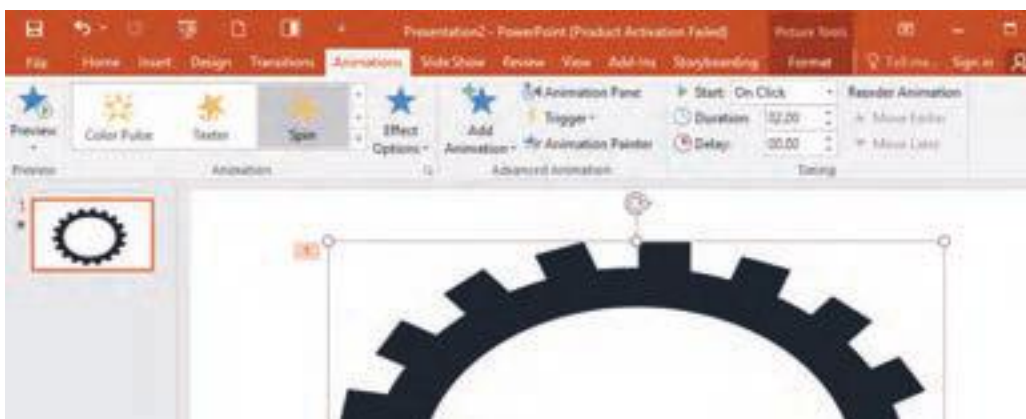 Presentation2 - PowerPoint (Product Activation Failed) Picture Tools
File Home Insert Design Transitions Animations Slide Show Review View Add-Ins Storyboarding Format Tell me... Sign in
Color Pulse Teeter Spin
Preview
Effect Options
Add Animation
Animation Pane
Trigger
Animation Painter
Start: On Click
Duration: 02.00
Delay: 00.00
Reorder Animation
Move Earlier
Move Later
Preview Animation Advanced Animation Timing
1
1